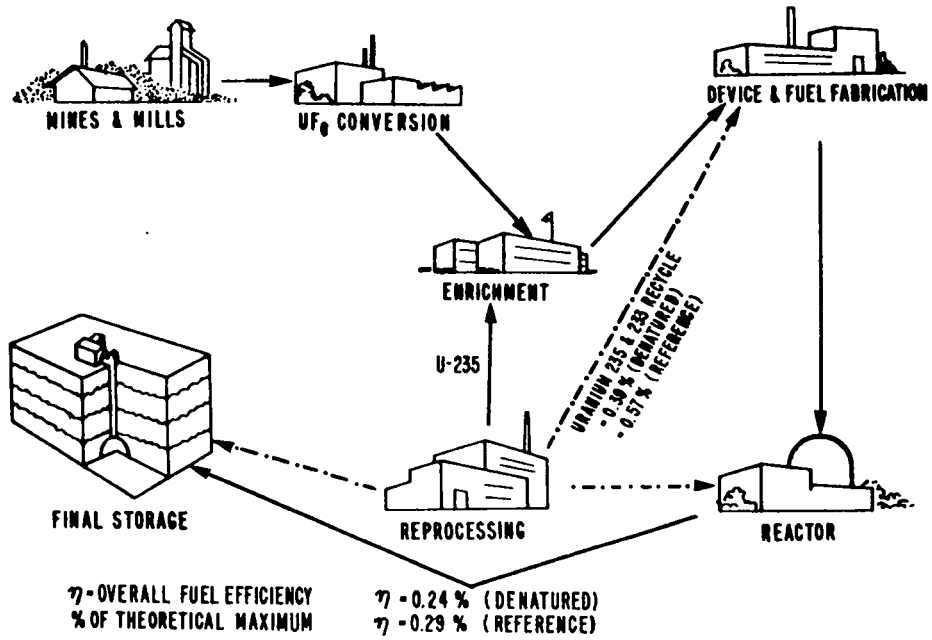 MINES & MILLS
UF₆ CONVERSION
DEVICE & FUEL FABRICATION
ENRICHMENT
URANIUM 235 & 233 RECYCLE
= 0.39% (DENATURED)
= 0.57% (REFERENCE)
U-235
FINAL STORAGE
REPROCESSING
REACTOR
η=OVERALL FUEL EFFICIENCY
% OF THEORETICAL MAXIMUM
η =0.24% (DENATURED)
η =0.29% (REFERENCE)